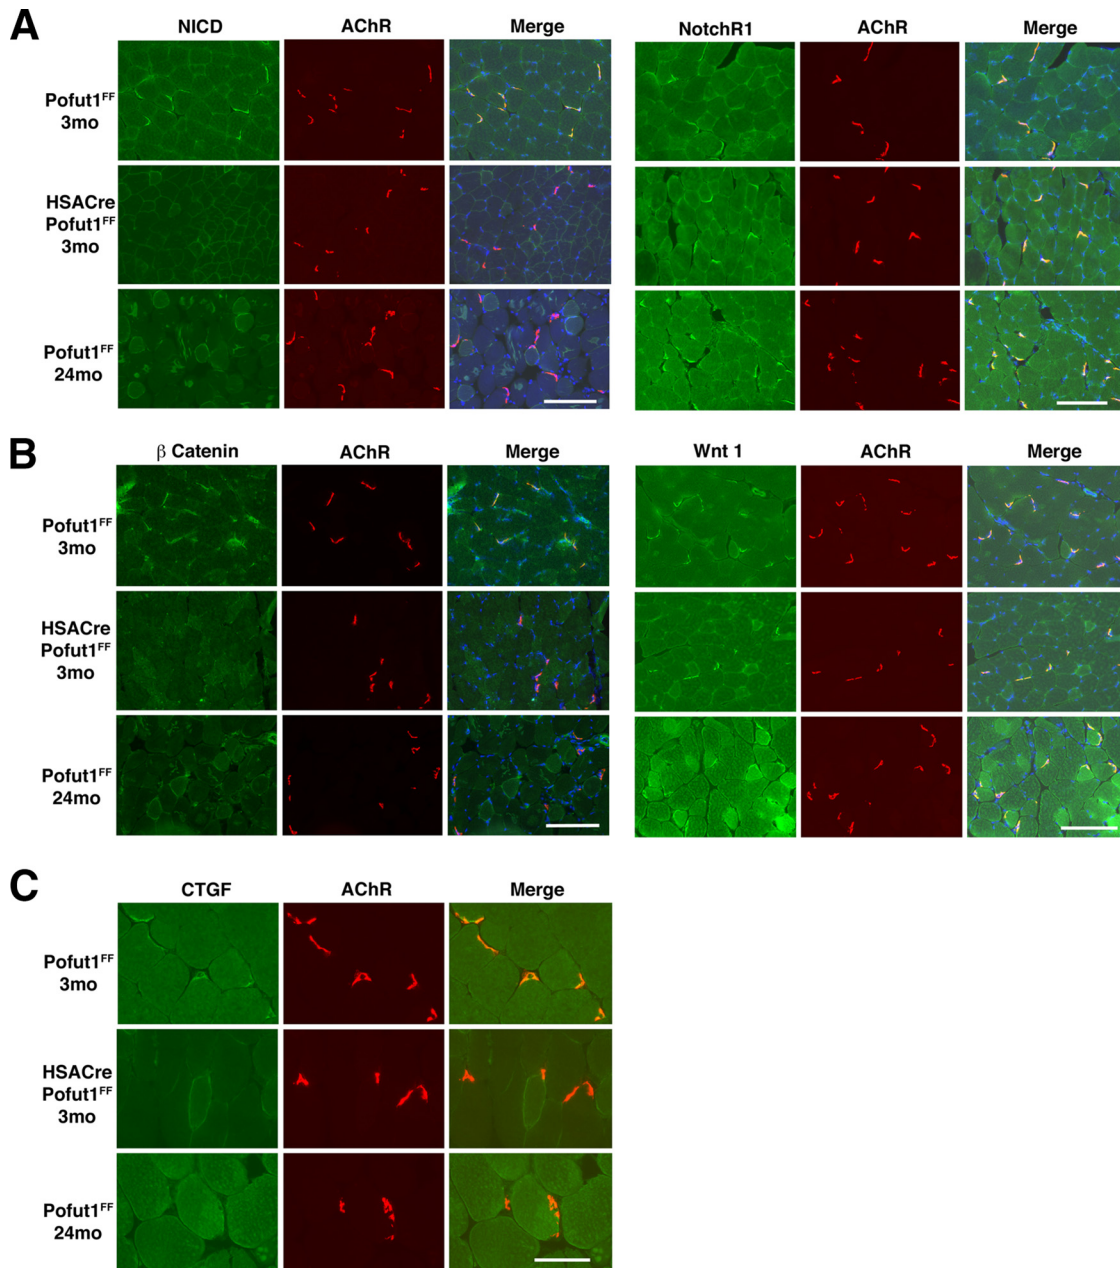 A
NICD AChR Merge NotchR1 AChR Merge
Pofut1FF
3mo
HSACre
Pofut1FF
3mo
Pofut1FF
24mo
B
β Catenin AChR Merge Wnt 1 AChR Merge
Pofut1FF
3mo
HSACre
Pofut1FF
3mo
Pofut1FF
24mo
C
CTGF AChR Merge
Pofut1FF
3mo
HSACre
Pofut1FF
3mo
Pofut1FF
24mo